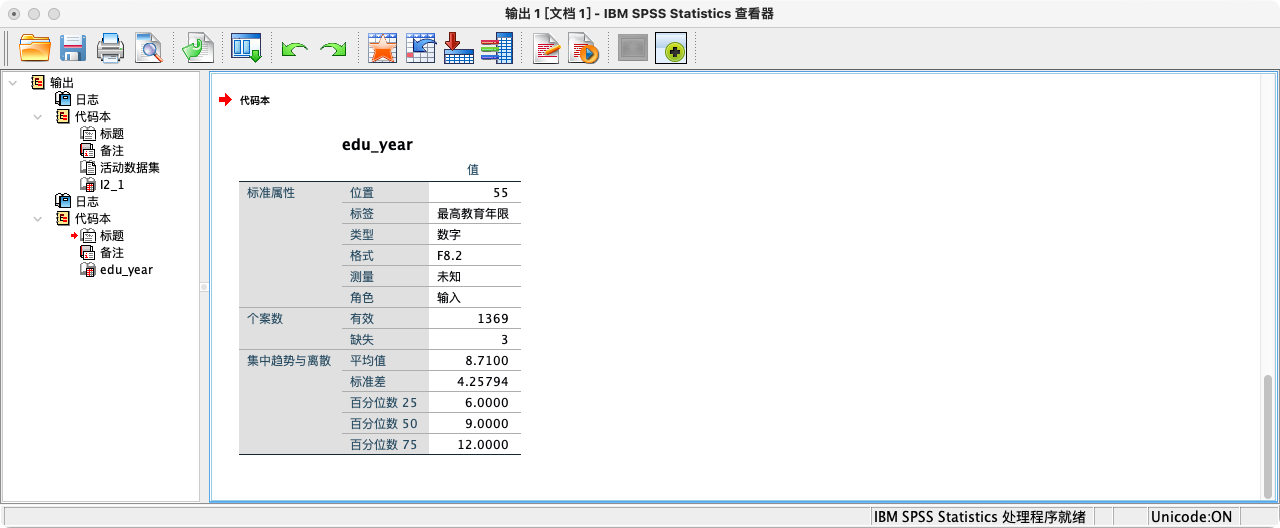 输出 1 [文档 1] - IBM SPSS Statistics 查看器
输出
日志
代码本
标题
备注
活动数据集
I2_1
日志
代码本
标题
备注
edu_year
代码本
edu_year
值
标准属性 位置 55
标签 最高教育年限
类型 数字
格式 F8.2
测量 未知
角色 输入
个案数 有效 1369
缺失 3
集中趋势与离散 平均值 8.7100
标准差 4.25794
百分位数 25 6.0000
百分位数 50 9.0000
百分位数 75 12.0000
IBM SPSS Statistics 处理程序就绪 Unicode:ON